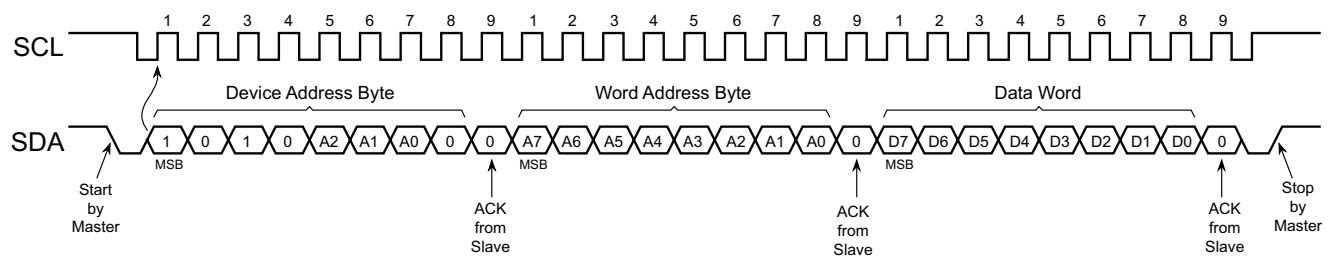 1 2 3 4 5 6 7 8 9 1 2 3 4 5 6 7 8 9 1 2 3 4 5 6 7 8 9
SCL
Device Address Byte Word Address Byte Data Word
SDA 1 0 1 0 A2 A1 A0 0 0 A7 A6 A5 A4 A3 A2 A1 A0 0 D7 D6 D5 D4 D3 D2 D1 D0 0
MSB MSB MSB
Start
by
Master
ACK
from
Slave
ACK
from
Slave
ACK
from
Slave
Stop
by
Master